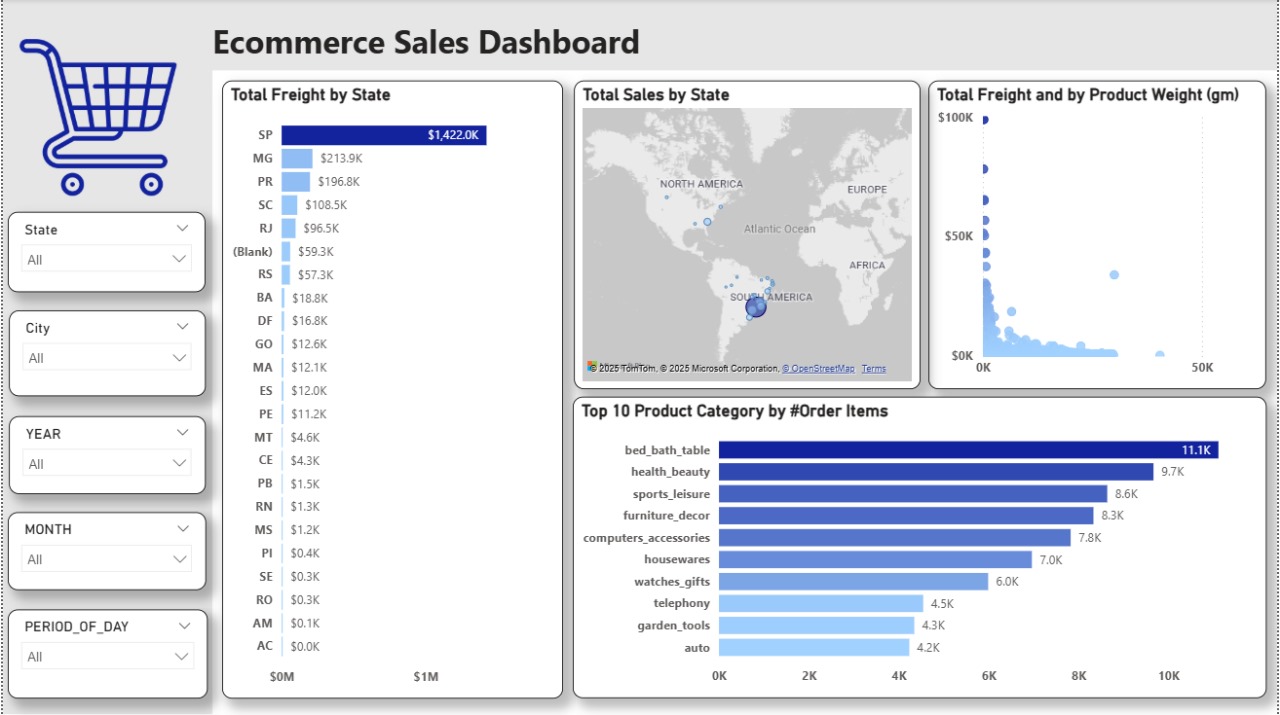 Ecommerce Sales Dashboard
State
All
City
All
YEAR
All
MONTH
All
PERIOD_OF_DAY
All
Total Freight by State
SP $1,422.0K
MG $213.9K
PR $196.8K
SC $108.5K
RJ $96.5K
(Blank) $59.3K
RS $57.3K
BA $18.8K
DF $16.8K
GO $12.6K
MA $12.1K
ES $12.0K
PE $11.2K
MT $4.6K
CE $4.3K
PB $1.5K
RN $1.3K
MS $1.2K
PI $0.4K
SE $0.3K
RO $0.3K
AM $0.1K
AC $0.0K
$0M $1M
Total Sales by State
NORTH AMERICA
EUROPE
Atlantic Ocean
AFRICA
SOUTH AMERICA
© 2025 TomTom, © 2025 Microsoft Corporation, © OpenStreetMap Terms
Total Freight and by Product Weight (gm)
$100K
$50K
$0K
0K 50K
Top 10 Product Category by #Order Items
bed_bath_table 11.1K
health_beauty 9.7K
sports_leisure 8.6K
furniture_decor 8.3K
computers_accessories 7.8K
housewares 7.0K
watches_gifts 6.0K
telephony 4.5K
garden_tools 4.3K
auto 4.2K
0K 2K 4K 6K 8K 10K